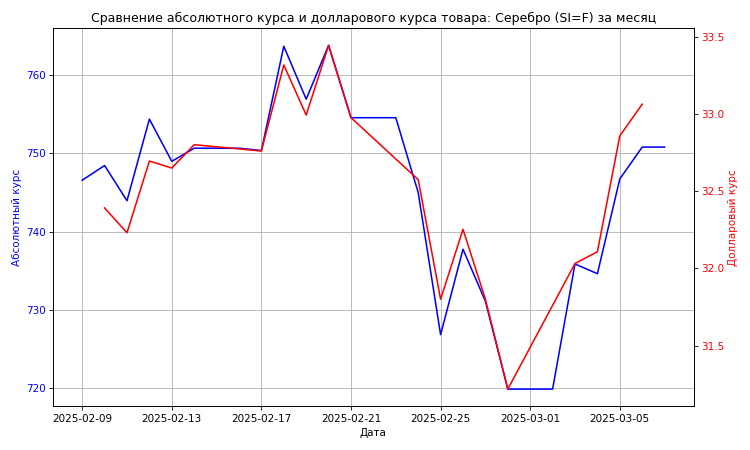 Сравнение абсолютного курса и долларового курса товара: Серебро (SI=F) за месяц
Абсолютный курс
760
750
740
730
720
33.5
33.0
32.5
32.0
31.5
Долларовый курс
2025-02-09 2025-02-13 2025-02-17 2025-02-21 2025-02-25 2025-03-01 2025-03-05
Дата